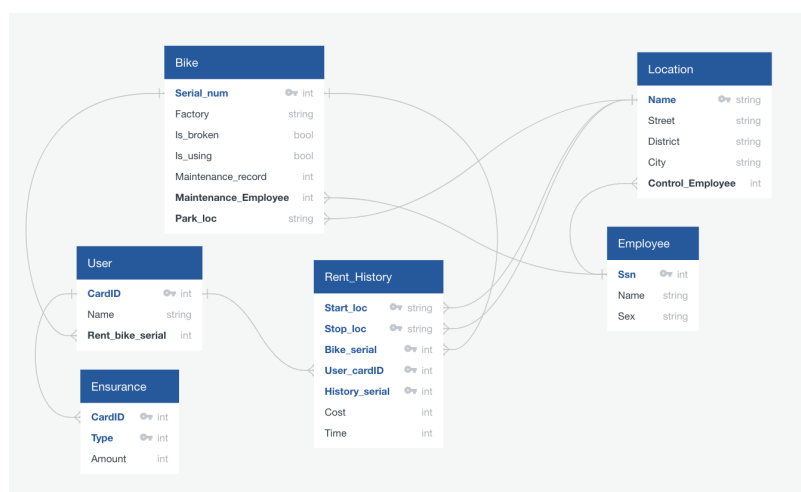 Bike
Serial_num int
Factory string
Is_broken bool
Is_using bool
Maintenance_record int
Maintenance_Employee int
Park_loc string
Location
Name string
Street string
District string
City string
Control_Employee int
Employee
Ssn int
Name string
Sex string
User
CardID int
Name string
Rent_bike_serial int
Rent_History
Start_loc string
Stop_loc string
Bike_serial int
User_cardID int
History_serial int
Cost int
Time int
Ensurance
CardID int
Type int
Amount int